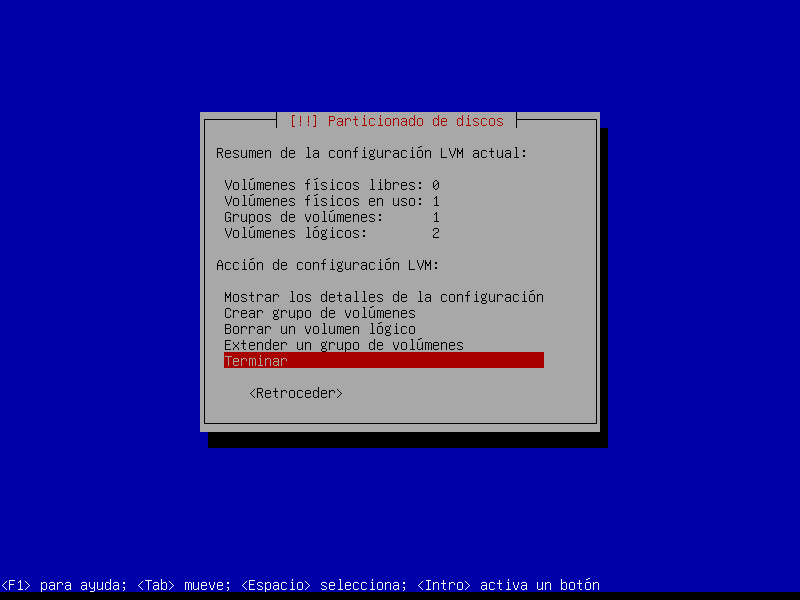 [!!] Particionado de discos
Resumen de la configuración LVM actual:
Volúmenes físicos libres: 0
Volúmenes físicos en uso: 1
Grupos de volúmenes: 1
Volúmenes lógicos: 2
Acción de configuración LVM:
Mostrar los detalles de la configuración
Crear grupo de volúmenes
Borrar un volumen lógico
Extender un grupo de volúmenes
Terminar
<Retroceder>
<F1> para ayuda; <Tab> mueve; <Espacio> selecciona; <Intro> activa un botón